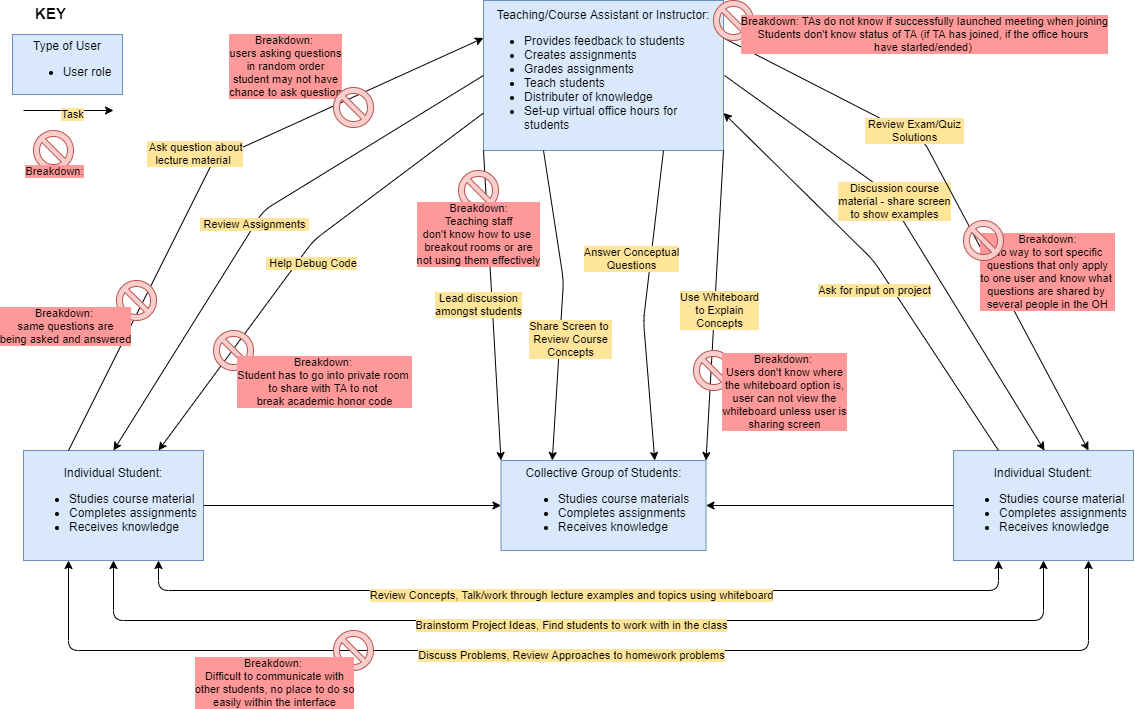 KEY
Type of User
User role
Task
Breakdown:
Teaching/Course Assistant or Instructor:
Provides feedback to students
Creates assignments
Grades assignments
Teach students
Distributer of knowledge
Set-up virtual office hours for
students
Breakdown:
users asking questions
in random order
student may not have
chance to ask question
Breakdown: TAs do not know if successfully launched meeting when joining
Students don't know status of TA (if TA has joined, if the office hours
have started/ended)
Ask question about
lecture material
Review Assignments
Help Debug Code
Breakdown:
Teaching staff
don't know how to use
breakout rooms or are
not using them effectively
Lead discussion
amongst students
Share Screen to
Review Course
Concepts
Answer Conceptual
Questions
Use Whiteboard
to Explain
Concepts
Review Exam/Quiz
Solutions
Discussion course
material - share screen
to show examples
Ask for input on project
Breakdown:
No way to sort specific
questions that only apply
to one user and know what
questions are shared by
several people in the OH
Breakdown:
same questions are
being asked and answered
Breakdown:
Student has to go into private room
to share with TA to not
break academic honor code
Breakdown:
Users don't know where
the whiteboard option is,
user can not view the
whiteboard unless user is
sharing screen
Individual Student:
Studies course material
Completes assignments
Receives knowledge
Collective Group of Students:
Studies course materials
Completes assignments
Receives knowledge
Individual Student:
Studies course material
Completes assignments
Receives knowledge
Review Concepts, Talk/work through lecture examples and topics using whiteboard
Brainstorm Project Ideas, Find students to work with in the class
Discuss Problems, Review Approaches to homework problems
Breakdown:
Difficult to communicate with
other students, no place to do so
easily within the interface